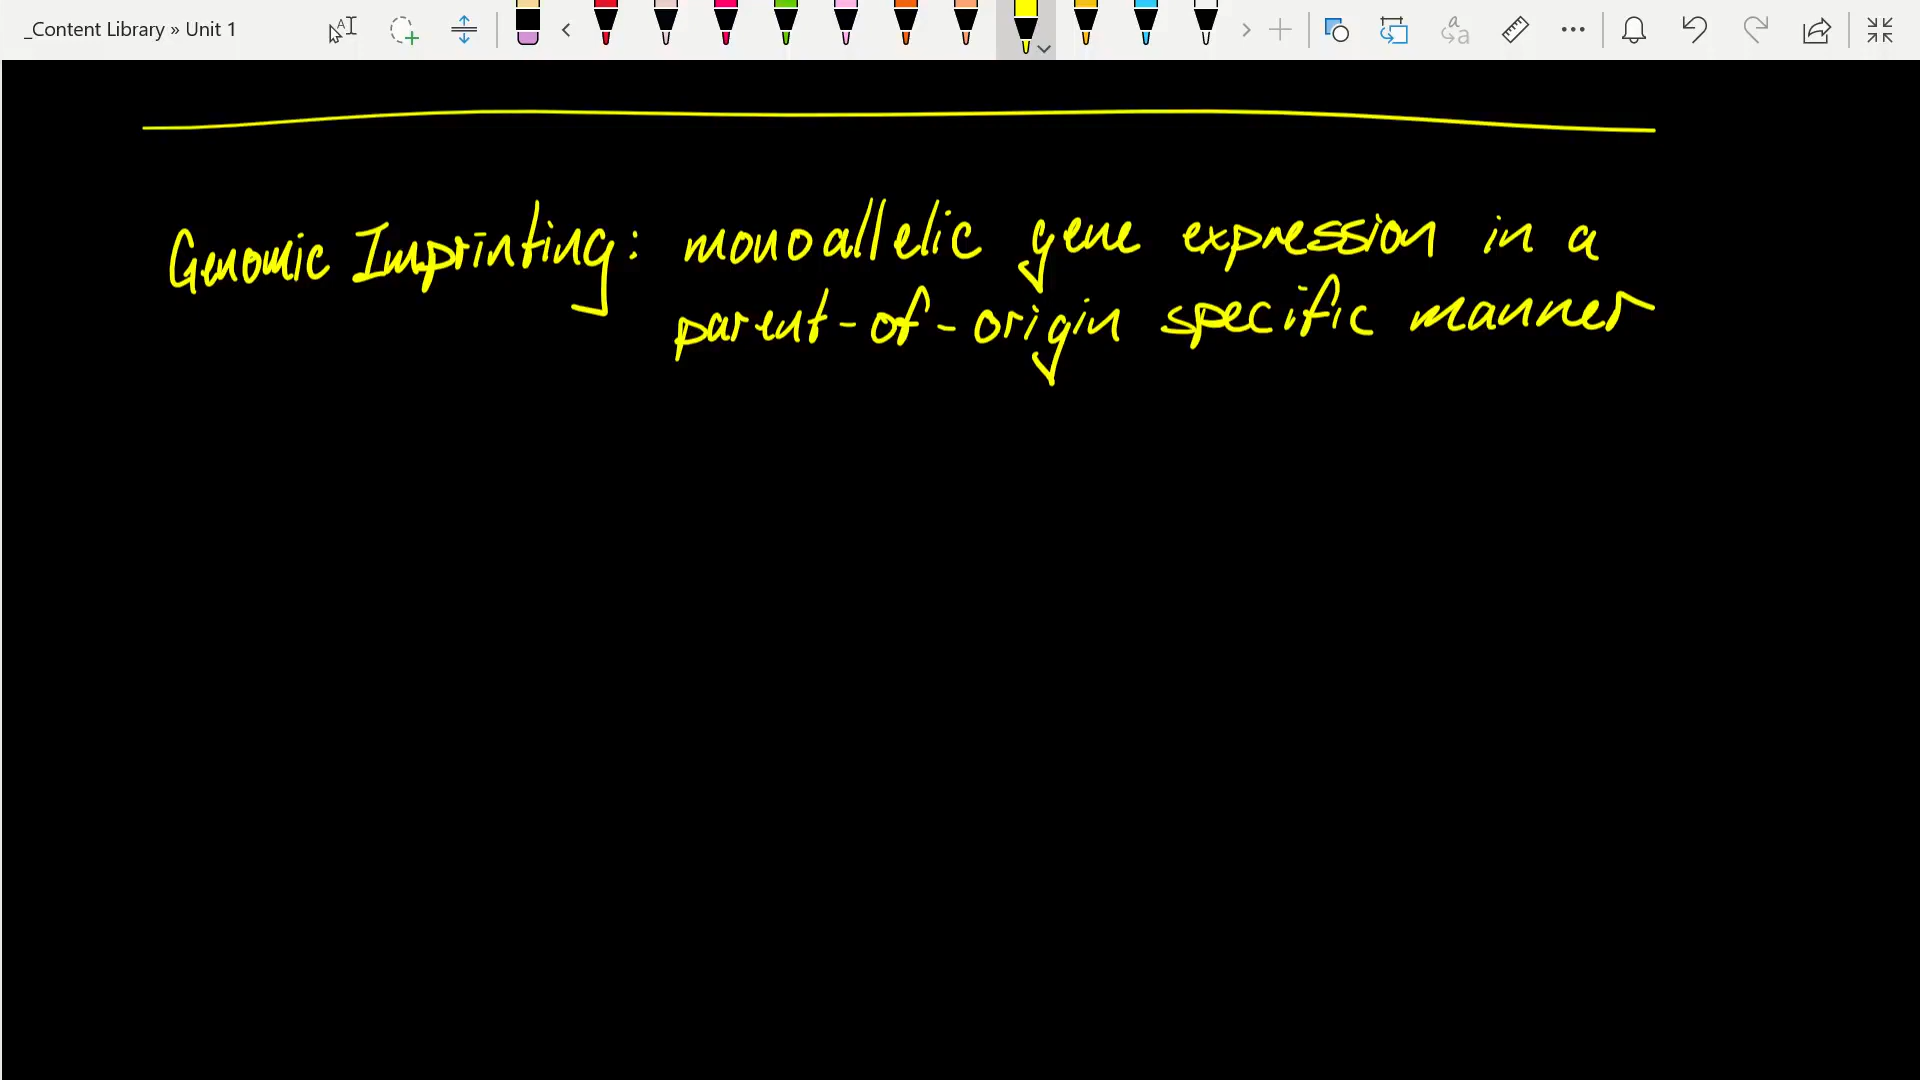 _Content Library » Unit 1
Genomic Imprinting: monoallelic gene expression in a
parent-of-origin specific manner